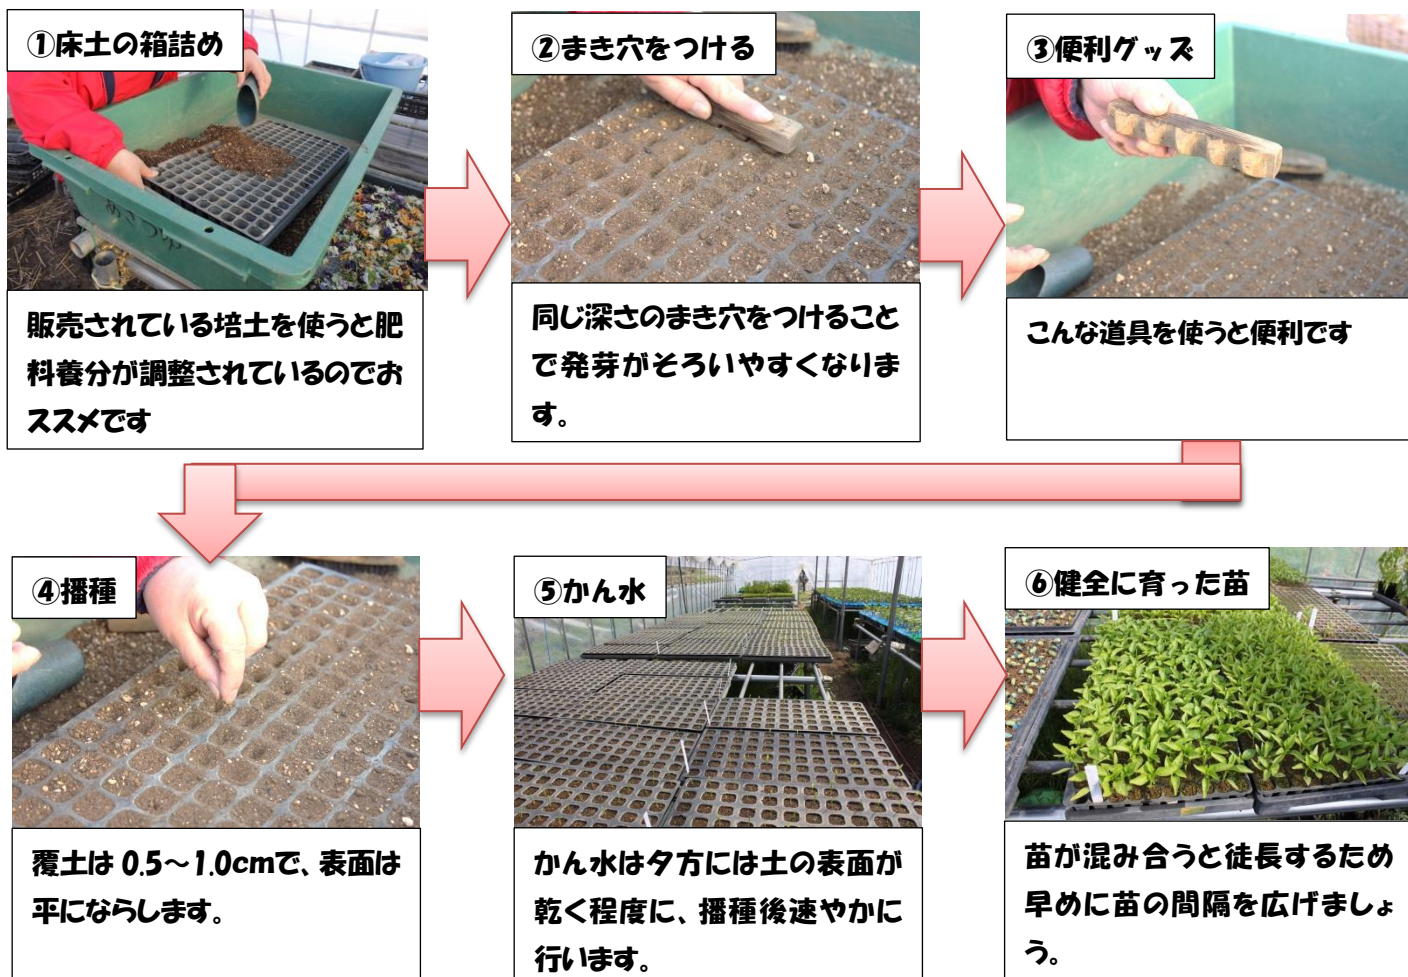 ①床土の箱詰め
販売されている培土を使うと肥
料養分が調整されているのでお
ススメです
②まき穴をつける
同じ深さのまき穴をつけること
で発芽がそろいやすくなりま
す。
③便利グッズ
こんな道具を使うと便利です
④播種
覆土は 0.5～1.0cmで、表面は
平にならします。
⑤かん水
かん水は夕方には土の表面が
乾く程度に、播種後速やかに
行います。
⑥健全に育った苗
苗が混み合うと徒長するため
早めに苗の間隔を広げましょ
う。
あさつゆ